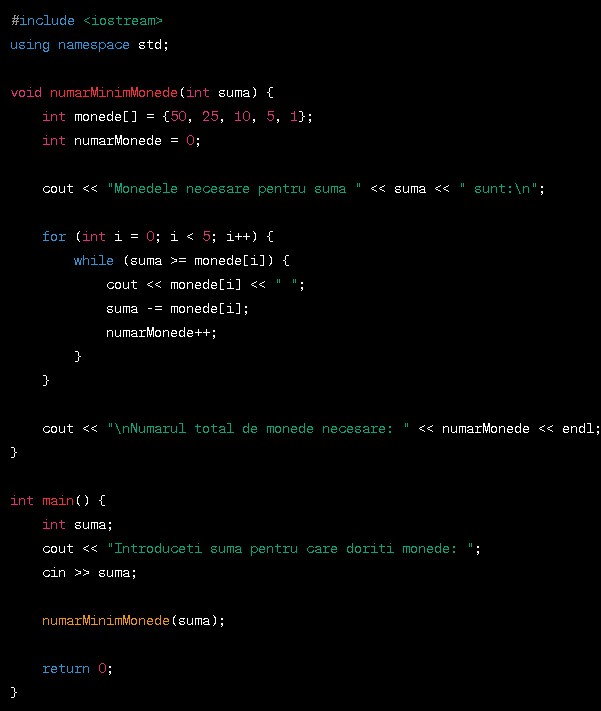 #include <iostream>
using namespace std;
void numarMinimMonede(int suma) {
    int monede[] = {50, 25, 10, 5, 1};
    int numarMonede = 0;
    cout << "Monedele necesare pentru suma " << suma << " sunt:\n";
    for (int i = 0; i < 5; i++) {
        while (suma >= monede[i]) {
            cout << monede[i] << " ";
            suma -= monede[i];
            numarMonede++;
        }
    }
    cout << "\nNumarul total de monede necesare: " << numarMonede << endl;
}
int main() {
    int suma;
    cout << "Introduceti suma pentru care doriti monede: ";
    cin >> suma;
    numarMinimMonede(suma);
    return 0;
}